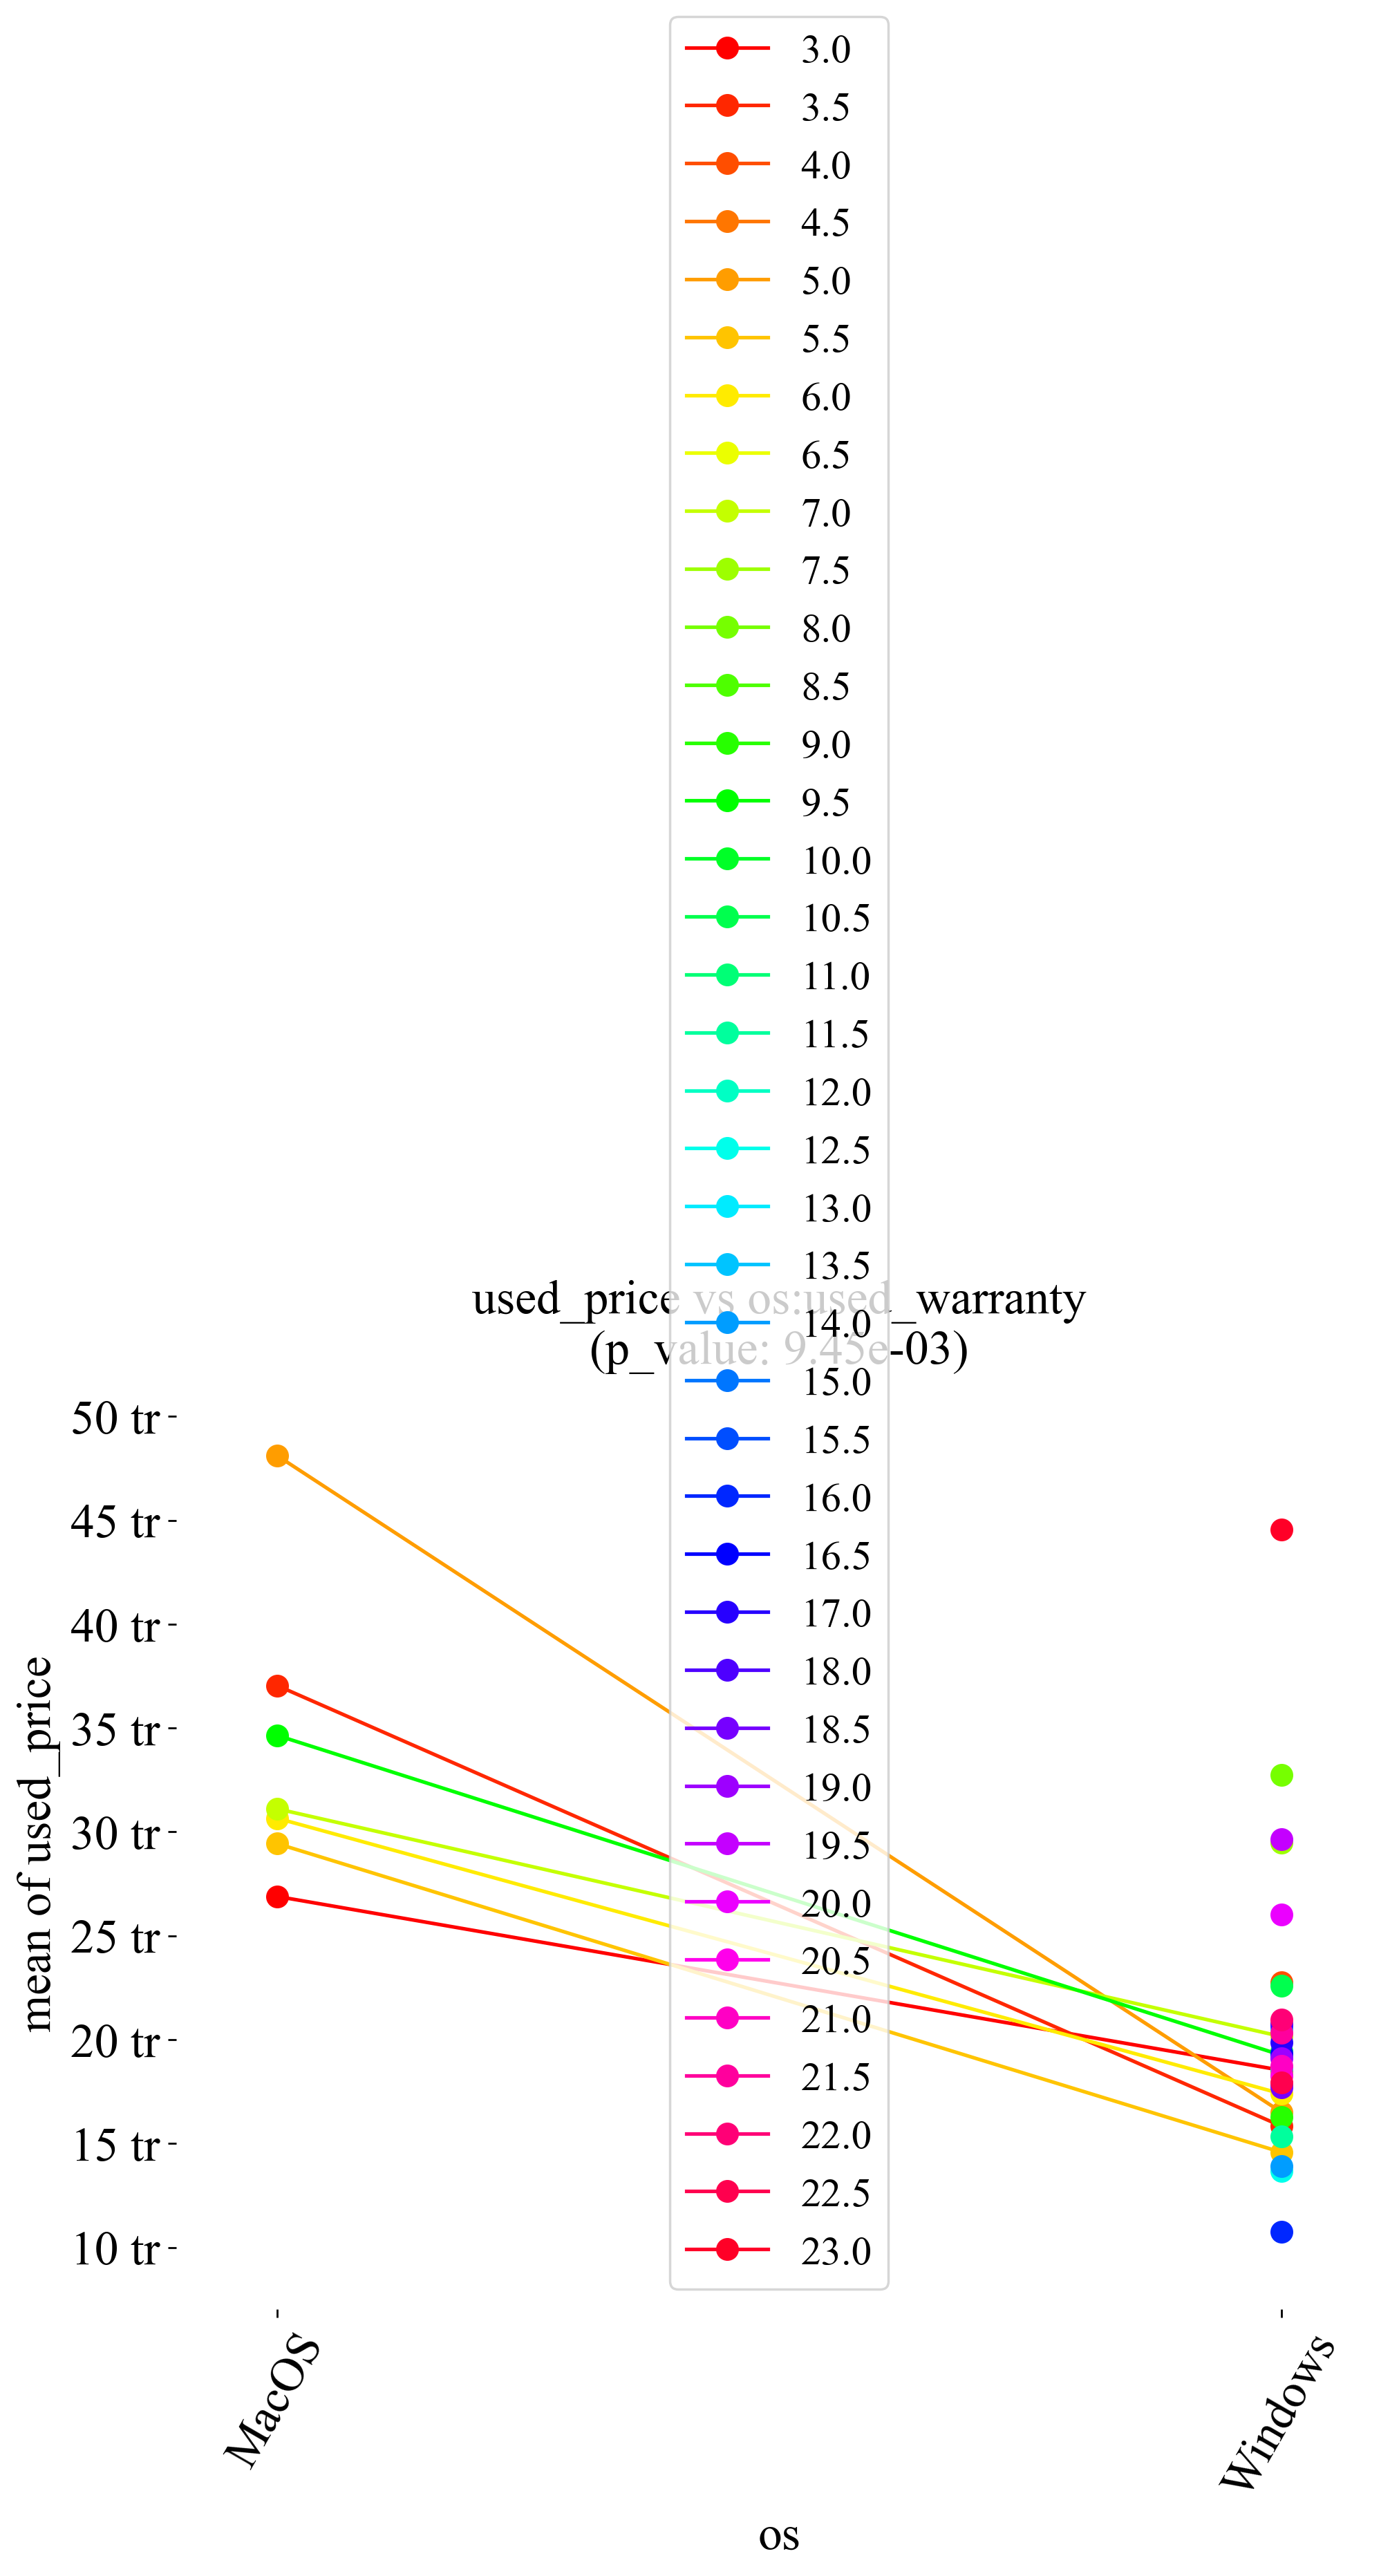 3.0
3.5
4.0
4.5
5.0
5.5
6.0
6.5
7.0
7.5
8.0
8.5
9.0
9.5
10.0
10.5
11.0
11.5
12.0
12.5
13.0
13.5
14.0
15.0
15.5
16.0
16.5
17.0
18.0
18.5
19.0
19.5
20.0
20.5
21.0
21.5
22.0
22.5
23.0
used_price vs os:used_warranty
(p_value: 9.45e-03)
50 tr
45 tr
40 tr
35 tr
30 tr
25 tr
20 tr
15 tr
10 tr
mean of used_price
MacOS
Windows
os